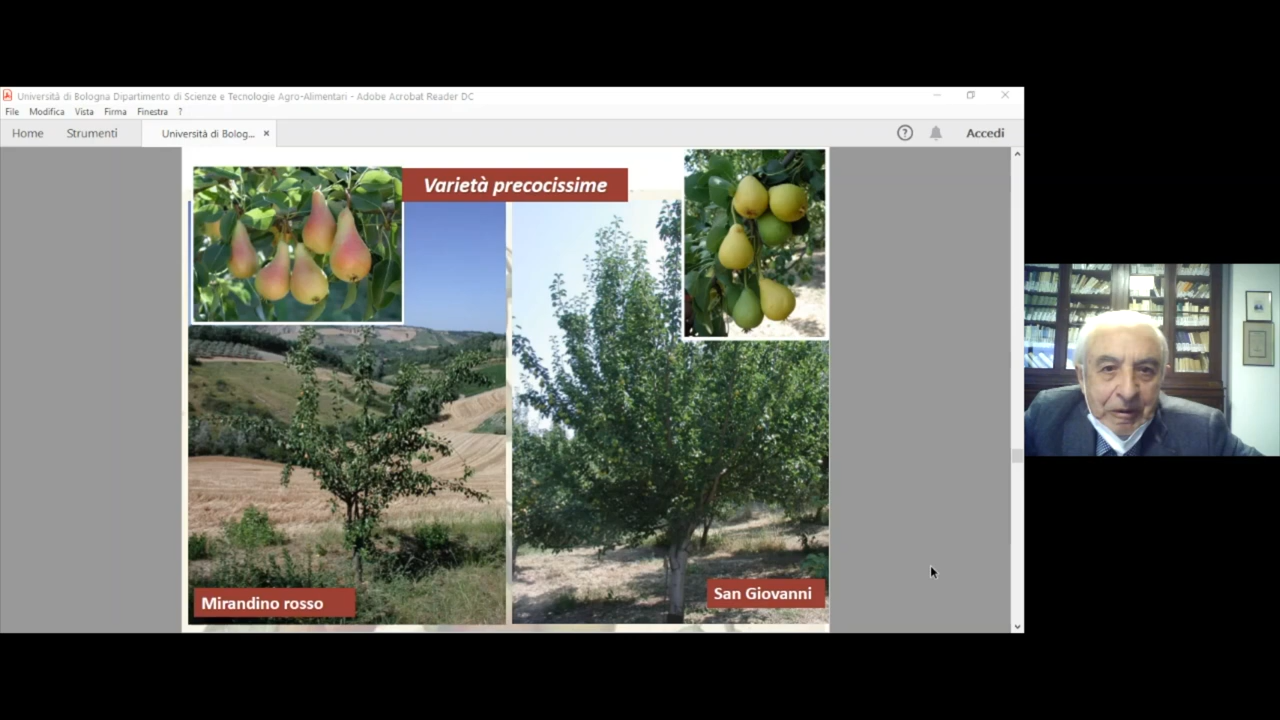 Università di Bologna Dipartimento di Scienze e Tecnologie Agro-Alimentari - Adobe Acrobat Reader DC
File Modifica Vista Firma Finestra ?
Home Strumenti Università di Bolog... × Accedi
Varietà precocissime
Mirandino rosso
San Giovanni